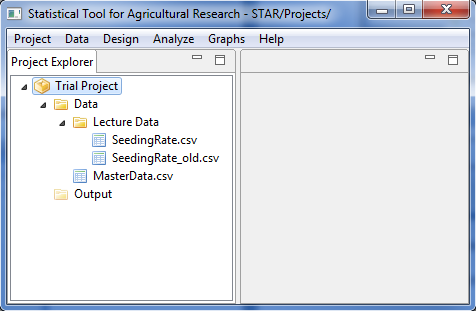 Statistical Tool for Agricultural Research - STAR/Projects/
Project Data Design Analyze Graphs Help
Project Explorer
Trial Project
Data
Lecture Data
SeedingRate.csv
SeedingRate_old.csv
MasterData.csv
Output